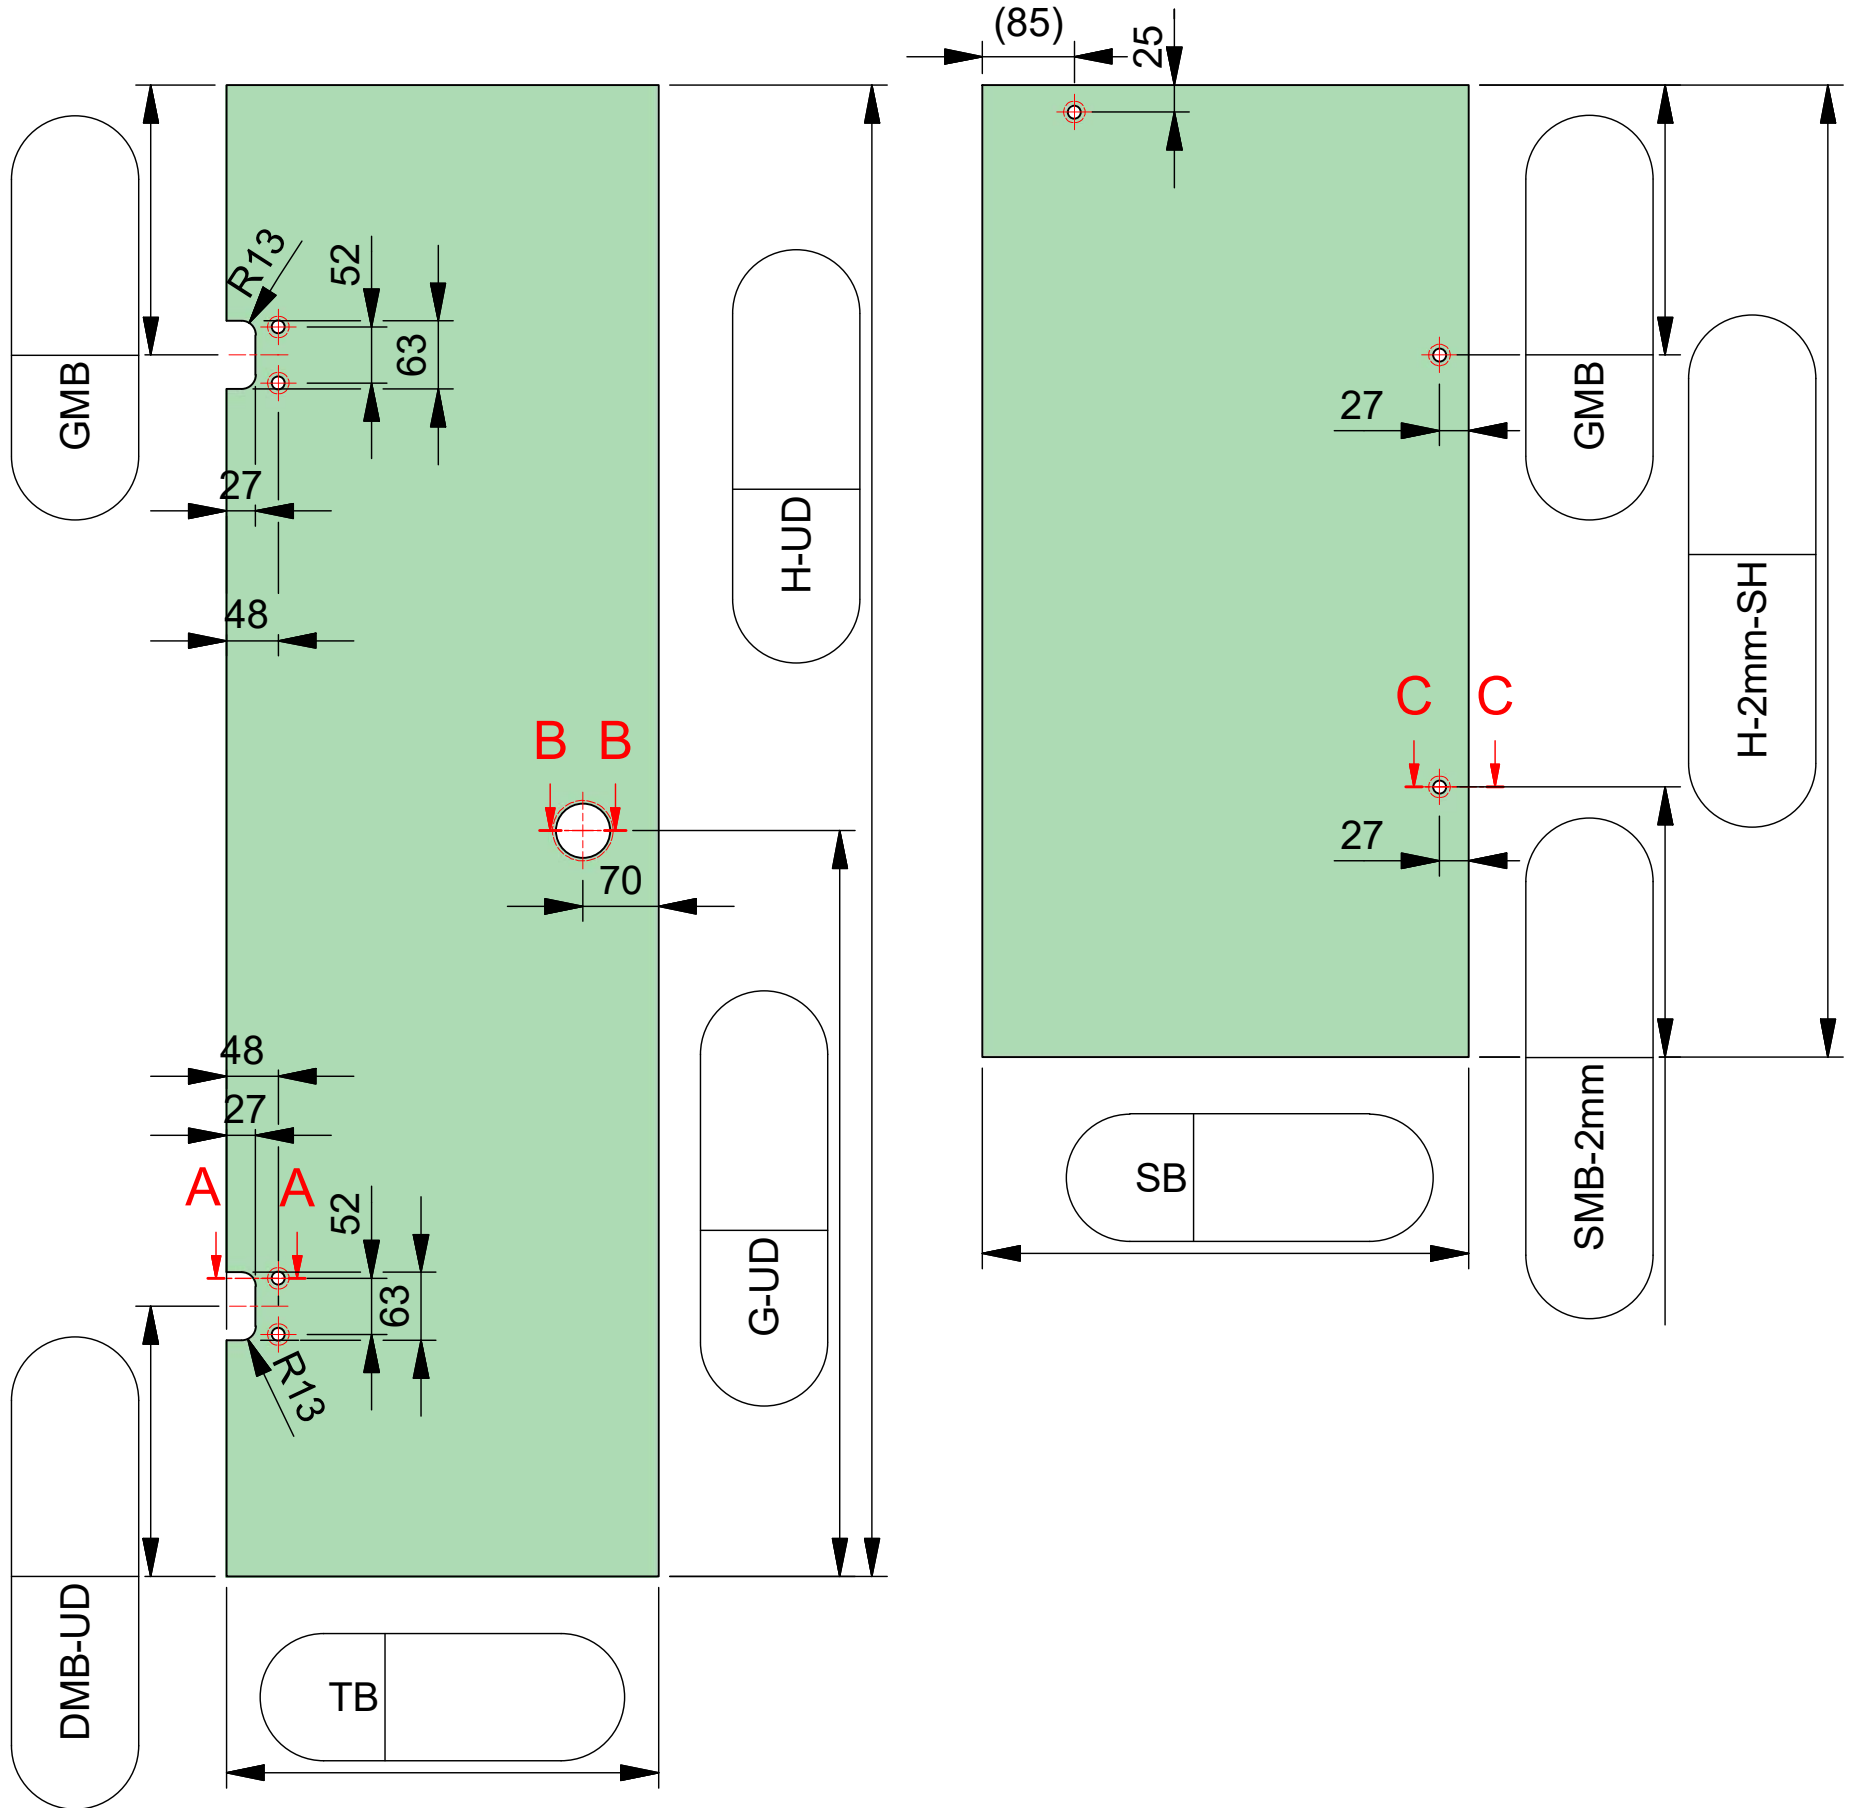 (85)
25
GMB
R13
52
63
27
48
H-UD
B B
70
48
27
A A
52
63
R13
G-UD
DMB-UD
TB
GMB
27
H-2mm-SH
C C
27
SB
SMB-2mm